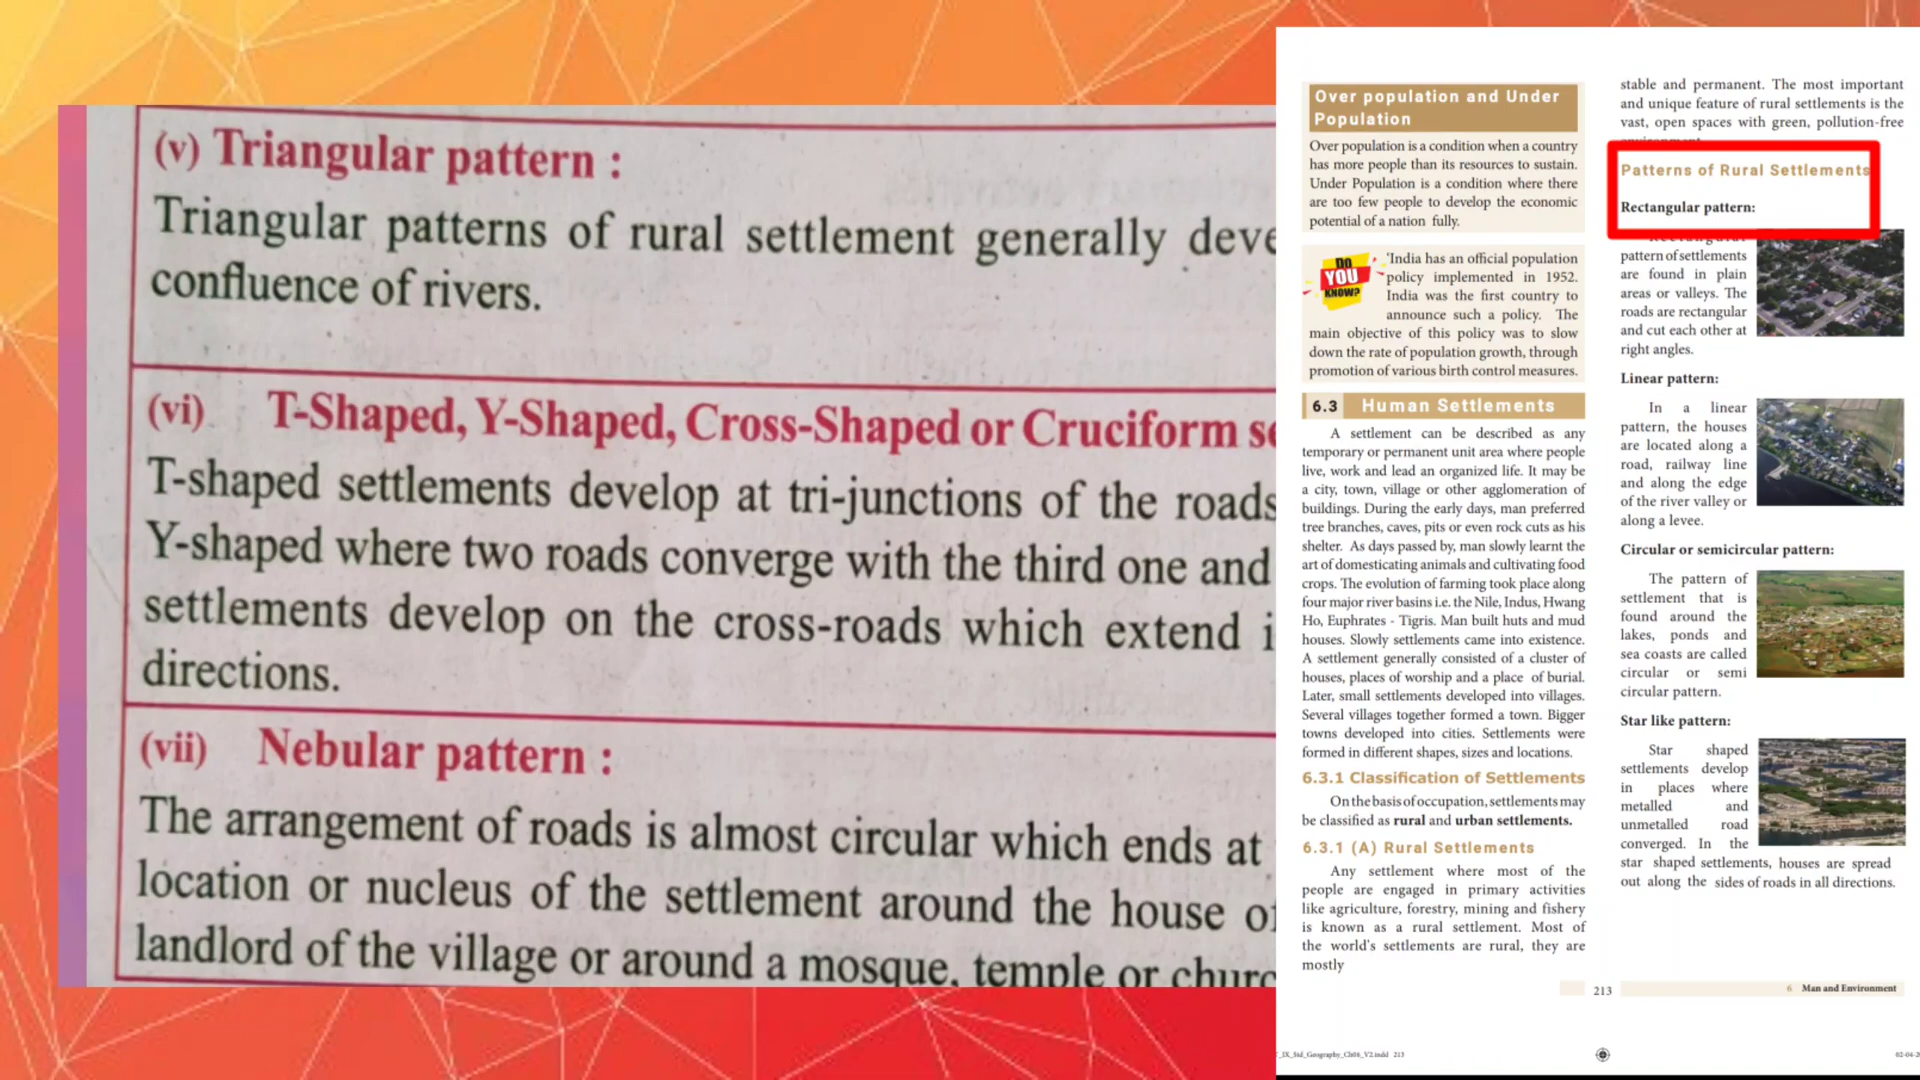 (v) Triangular pattern :
Triangular patterns of rural settlement generally
confluence of rivers.
(vi) T-Shaped, Y-Shaped, Cross-Shaped or Cruciform
T-shaped settlements develop at tri-junctions of the roads
Y-shaped where two roads converge with the third one and
settlements develop on the cross-roads which extend
directions.
(vii) Nebular pattern :
The arrangement of roads is almost circular which ends at
location or nucleus of the settlement around the house
landlord of the village or around a mosque, temple or
Over population and Under
Population
Over population is a condition when a country
has more people than its resources to sustain.
Under Population is a condition where there
are too few people to develop the economic
potential of a nation fully.
DO
YOU
KNOW?
'India has an official population
policy implemented in 1952.
India was the first country to
announce such a policy. The
main objective of this policy was to slow
down the rate of population growth, through
promotion of various birth control measures.
6.3 Human Settlements
A settlement can be described as any
temporary or permanent unit area where people
live, work and lead an organized life. It may be
a city, town, village or other agglomeration of
buildings. During the early days, man preferred
tree branches, caves, pits or even rock cuts as his
shelter. As days passed by, man slowly learnt the
art of domesticating animals and cultivating food
crops. The evolution of farming took place along
four major river basins i.e. the Nile, Indus, Hwang
Ho, Euphrates - Tigris. Man built huts and mud
houses. Slowly settlements came into existence.
A settlement generally consisted of a cluster of
houses, places of worship and a place of burial.
Later, small settlements developed into villages.
Several villages together formed a town. Bigger
towns developed into cities. Settlements were
formed in different shapes, sizes and locations.
6.3.1 Classification of Settlements
On the basis of occupation, settlements may
be classified as rural and urban settlements.
6.3.1 (A) Rural Settlements
Any settlement where most of the
people are engaged in primary activities
like agriculture, forestry, mining and fishery
is known as a rural settlement. Most of
the world's settlements are rural, they are
mostly
stable and permanent. The most important
and unique feature of rural settlements is the
vast, open spaces with green, pollution-free
Patterns of Rural Settlements
Rectangular pattern:
pattern of settlements
are found in plain
areas or valleys. The
roads are rectangular
and cut each other at
right angles.
Linear pattern:
In a linear
pattern, the houses
are located along a
road, railway line
and along the edge
of the river valley or
along a levee.
Circular or semicircular pattern:
The pattern of
settlement that is
found around the
lakes, ponds and
sea coasts are called
circular or semi
circular pattern.
Star like pattern:
Star shaped
settlements develop
in places where
metalled and
unmetalled road
converged. In the
star shaped settlements, houses are spread
out along the sides of roads in all directions.
213
6 Man and Environment
_IX_Std_Geography_Ch06_V2.indd 213